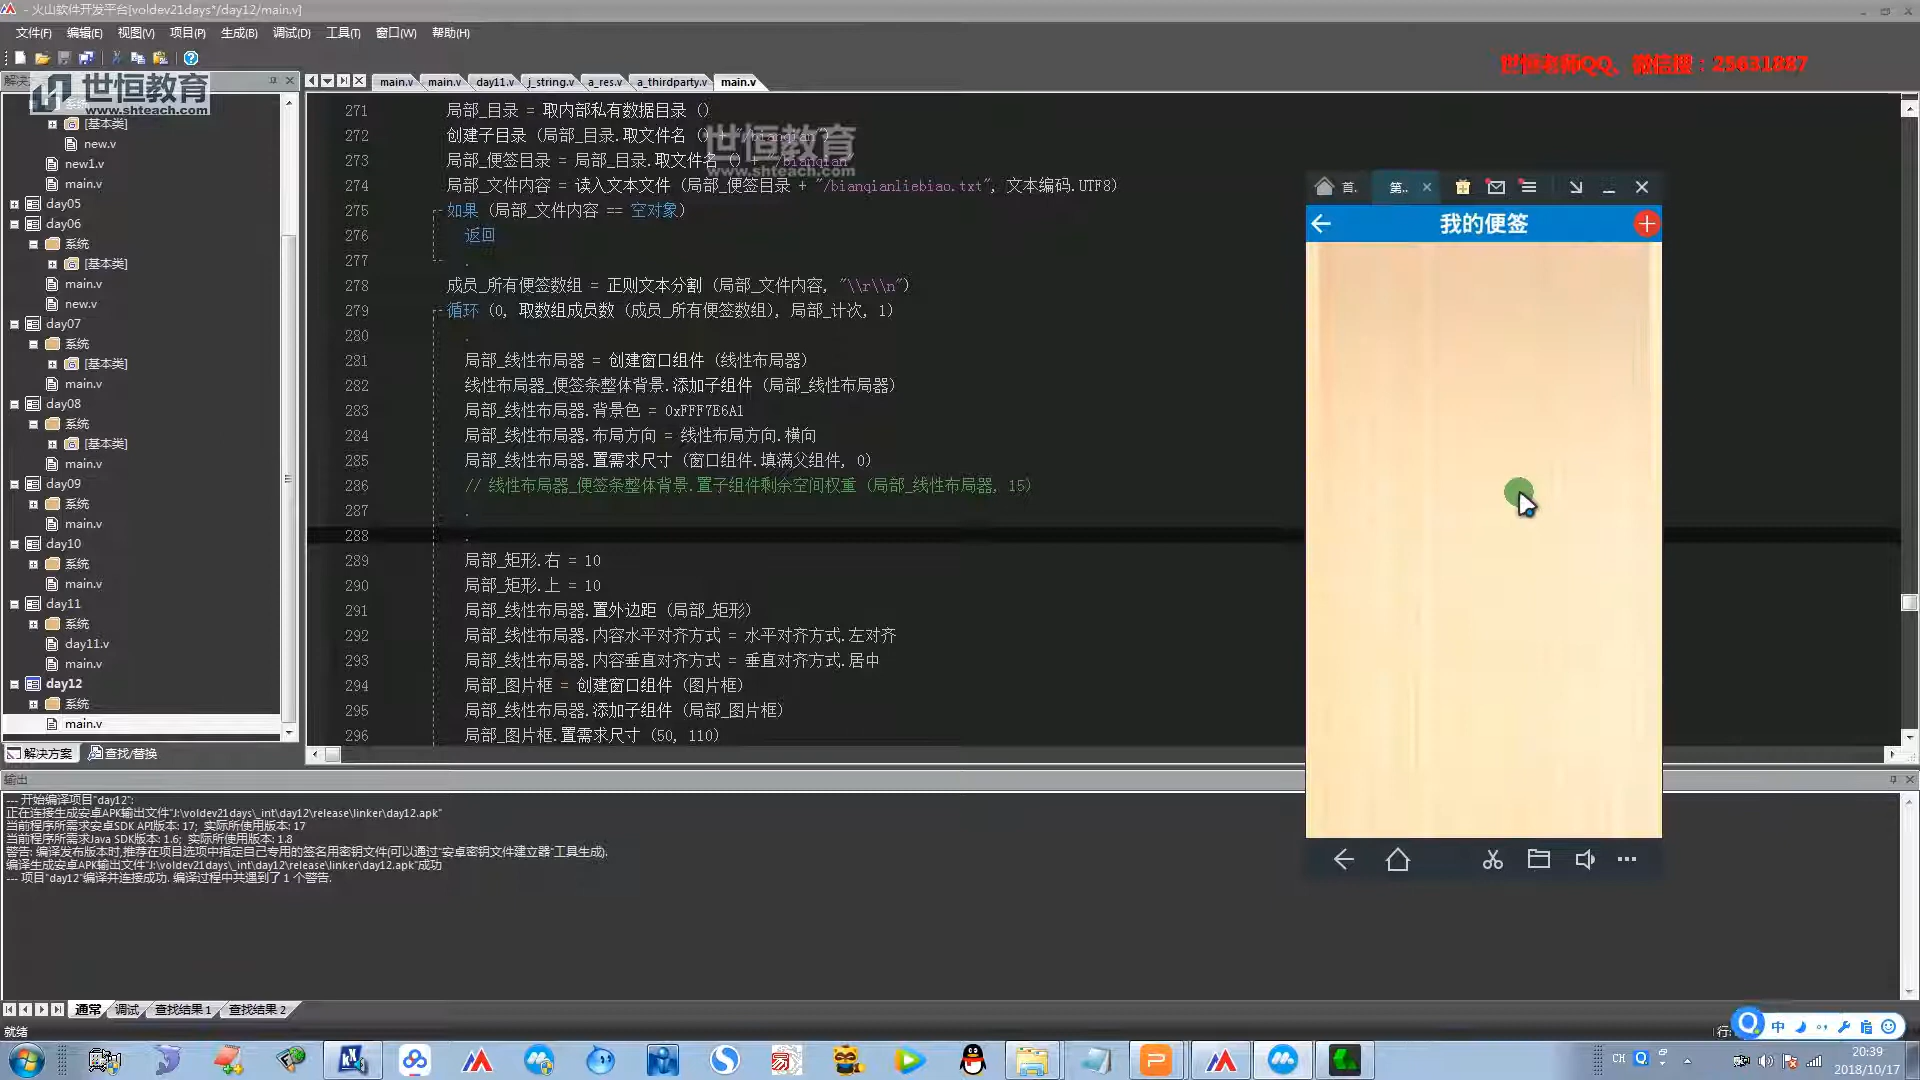 - 火山软件开发平台[voldev21days*/day12/main.v]
文件(F) 编辑(E) 视图(V) 项目(P) 生成(B) 调试(D) 工具(T) 窗口(W) 帮助(H)
世恒老师QQ、微信搜：25631887
世恒教育
www.shteach.com
main.v main.v day11.v j_string.v a_res.v a_thirdparty.v main.v
[基本类]
new.v
new1.v
main.v
day05
day06
系统
[基本类]
main.v
new.v
day07
系统
[基本类]
main.v
day08
系统
[基本类]
main.v
day09
系统
main.v
day10
系统
main.v
day11
系统
day11.v
main.v
day12
系统
main.v
解决方案 查找/替换
271 局部_目录 = 取内部私有数据目录 ()
272 创建子目录 (局部_目录.取文件名 () + "/bianqian")
273 局部_便签目录 = 局部_目录.取文件名 () + "/bianqian"
274 局部_文件内容 = 读入文本文件 (局部_便签目录 + "/bianqianliebiao.txt", 文本编码.UTF8)
275 如果 (局部_文件内容 == 空对象)
276 返回
277
278 成员_所有便签数组 = 正则文本分割 (局部_文件内容, "\\r\\n")
279 循环 (0, 取数组成员数 (成员_所有便签数组), 局部_计次, 1)
280
281 局部_线性布局器 = 创建窗口组件 (线性布局器)
282 线性布局器_便签条整体背景.添加子组件 (局部_线性布局器)
283 局部_线性布局器.背景色 = 0xFFF7E6A1
284 局部_线性布局器.布局方向 = 线性布局方向.横向
285 局部_线性布局器.置需求尺寸 (窗口组件.填满父组件, 0)
286 // 线性布局器_便签条整体背景.置子组件剩余空间权重 (局部_线性布局器, 15)
287
288
289 局部_矩形.右 = 10
290 局部_矩形.上 = 10
291 局部_线性布局器.置外边距 (局部_矩形)
292 局部_线性布局器.内容水平对齐方式 = 水平对齐方式.左对齐
293 局部_线性布局器.内容垂直对齐方式 = 垂直对齐方式.居中
294 局部_图片框 = 创建窗口组件 (图片框)
295 局部_线性布局器.添加子组件 (局部_图片框)
296 局部_图片框.置需求尺寸 (50, 110)
世恒教育
www.shteach.com
首. 第..
我的便签
输出
--- 开始编译项目"day12":
正在连接生成安卓APK输出文件"J:\voldev21days\_int\day12\release\linker\day12.apk"
当前程序所需求安卓SDK API版本: 17; 实际所使用版本: 17
当前程序所需求Java SDK版本: 1.6; 实际所使用版本: 1.8
警告: 编译发布版本时,推荐在项目选项中指定自己专用的签名用密钥文件(可以通过"安卓密钥文件建立器"工具生成).
编译生成安卓APK输出文件"J:\voldev21days\_int\day12\release\linker\day12.apk"成功
--- 项目"day12"编译并连接成功. 编译过程中共遇到了 1 个警告.
通常 调试 查找结果1 查找结果2
就绪
行:
中
CH
20:39
2018/10/17